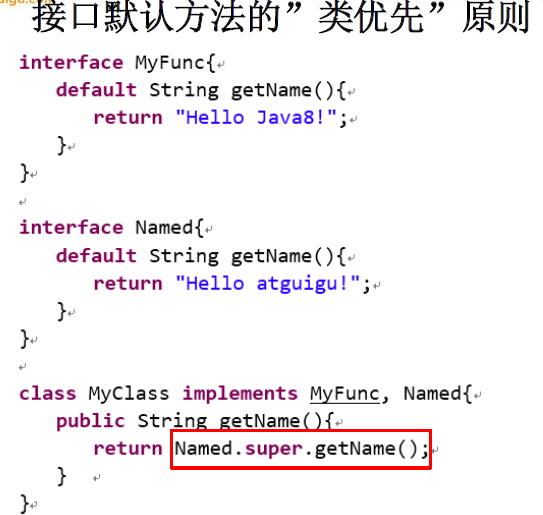 接口默认方法的”类优先”原则
interface MyFunc{
default String getName(){
return "Hello Java8!";
}
}
interface Named{
default String getName(){
return "Hello atguigu!";
}
}
class MyClass implements MyFunc, Named{
public String getName(){
return Named.super.getName();
}
}